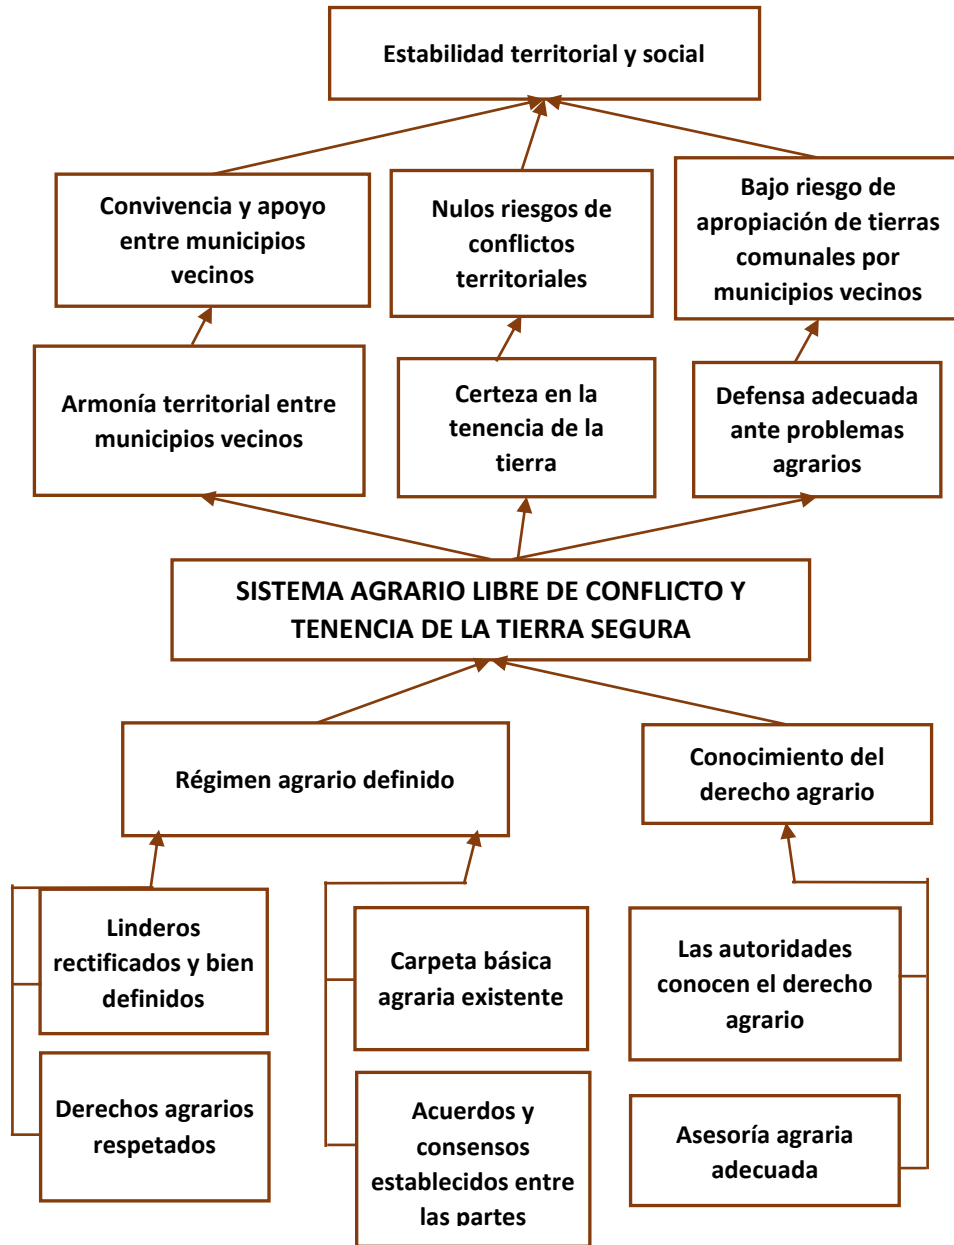 Estabilidad territorial y social
Convivencia y apoyo
entre municipios
vecinos
Nulos riesgos de
conflictos
territoriales
Bajo riesgo de
apropiación de tierras
comunales por
municipios vecinos
Armonía territorial entre
municipios vecinos
Certeza en la
tenencia de la
tierra
Defensa adecuada
ante problemas
agrarios
SISTEMA AGRARIO LIBRE DE CONFLICTO Y
TENENCIA DE LA TIERRA SEGURA
Régimen agrario definido
Conocimiento del
derecho agrario
Linderos
rectificados y bien
definidos
Carpeta básica
agraria existente
Las autoridades
conocen el derecho
agrario
Derechos agrarios
respetados
Acuerdos y
consensos
establecidos entre
las partes
Asesoría agraria
adecuada